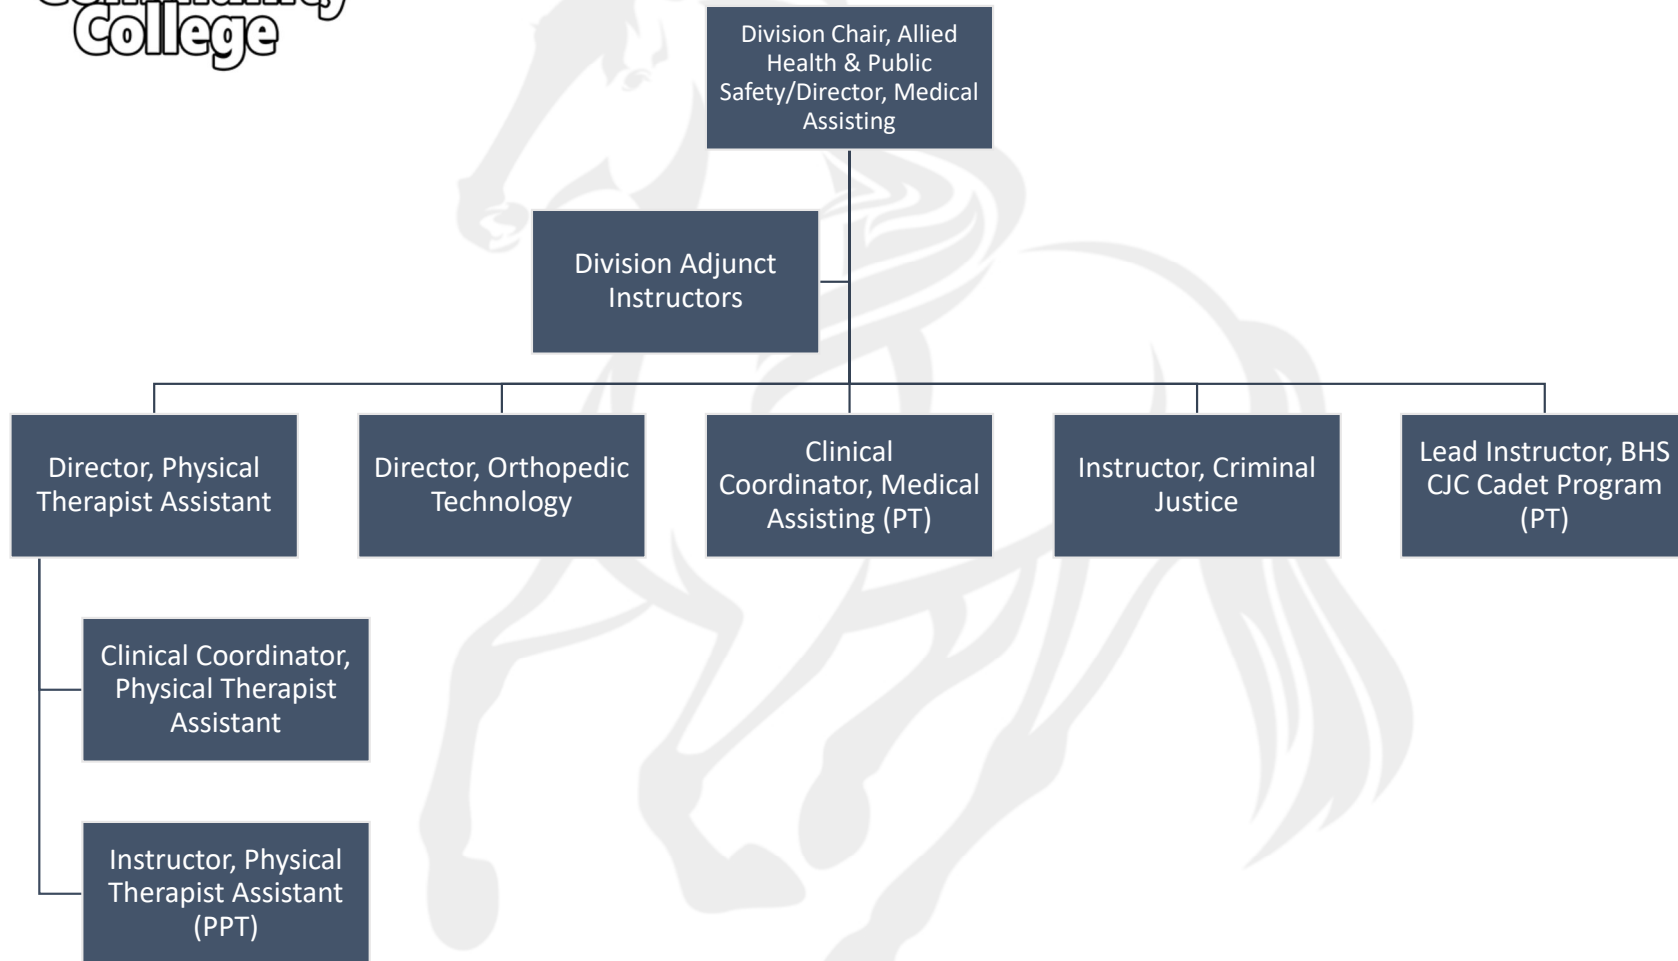 College
Division Chair, Allied
Health & Public
Safety/Director, Medical
Assisting
Division Adjunct
Instructors
Director, Physical
Therapist Assistant
Director, Orthopedic
Technology
Clinical
Coordinator, Medical
Assisting (PT)
Instructor, Criminal
Justice
Lead Instructor, BHS
CJC Cadet Program
(PT)
Clinical Coordinator,
Physical Therapist
Assistant
Instructor, Physical
Therapist Assistant
(PPT)